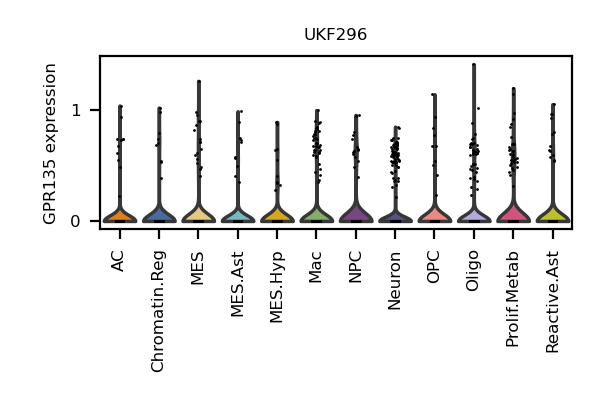 UKF296
GPR135 expression
1
0
AC
Chromatin.Reg
MES
MES.Ast
MES.Hyp
Mac
NPC
Neuron
OPC
Oligo
Prolif.Metab
Reactive.Ast